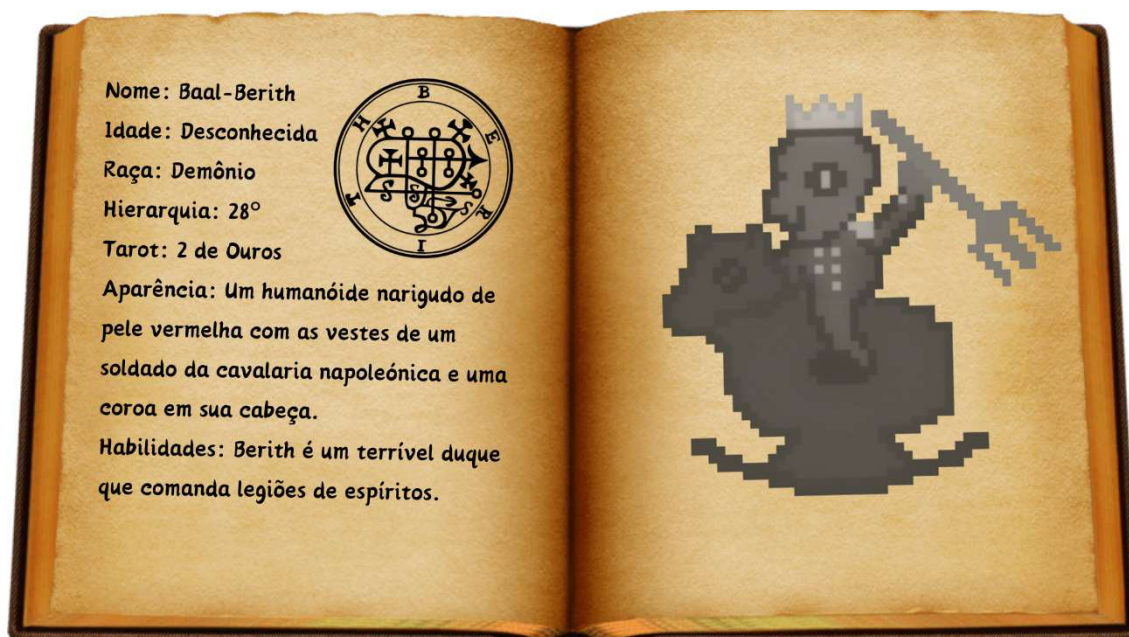 Nome: Baal-Berith
Idade: Desconhecida
Raça: Demônio
Hierarquia: 28°
Tarot: 2 de Ouros
Aparência: Um humanóide narigudo de
pele vermelha com as vestes de um
soldado da cavalaria napoleónica e uma
coroa em sua cabeça.
Habilidades: Berith é um terrível duque
que comanda legiões de espíritos.
B E R I T H